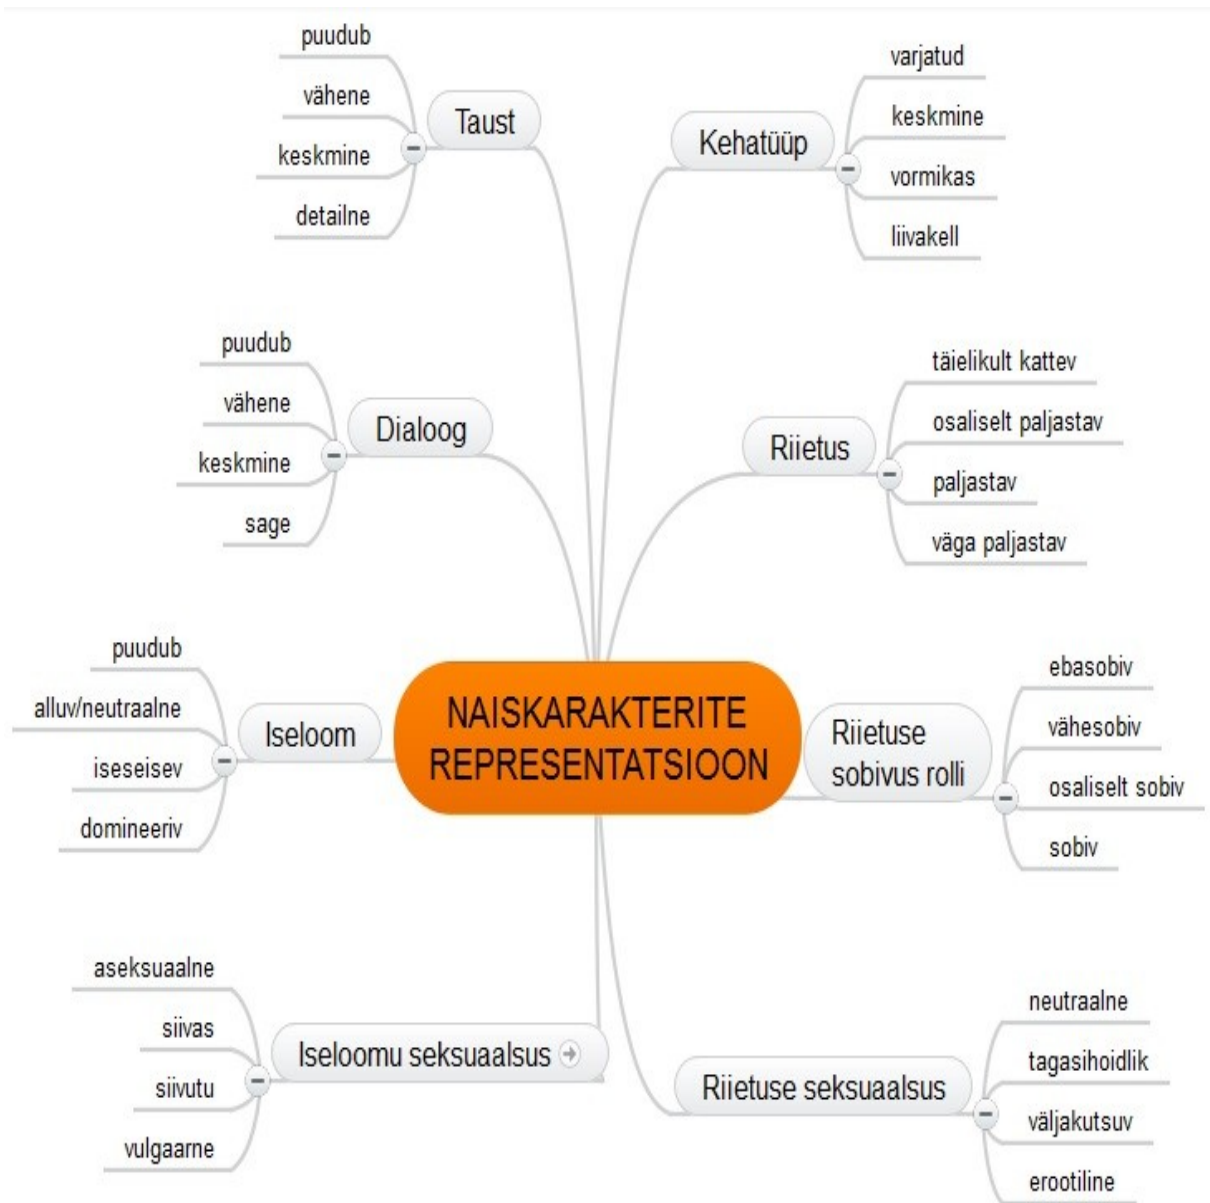 Taust
puudub
vähene
keskmine
detailne
Dialoog
puudub
vähene
keskmine
sage
Iseloom
puudub
alluv/neutraalne
iseseisev
domineeriv
Iseloomu seksuaalsus
aseksuaalne
siivas
siivutu
vulgaarne
NAISKARAKTERITE
REPRESENTATSIOON
Kehatüüp
varjatud
keskmine
vormikas
liivakell
Riietus
täielikult kattev
osaliselt paljastav
paljastav
väga paljastav
Riietuse
sobivus rolli
ebasobiv
vähesobiv
osaliselt sobiv
sobiv
Riietuse seksuaalsus
neutraalne
tagasihoidlik
väljakutsuv
erootiline